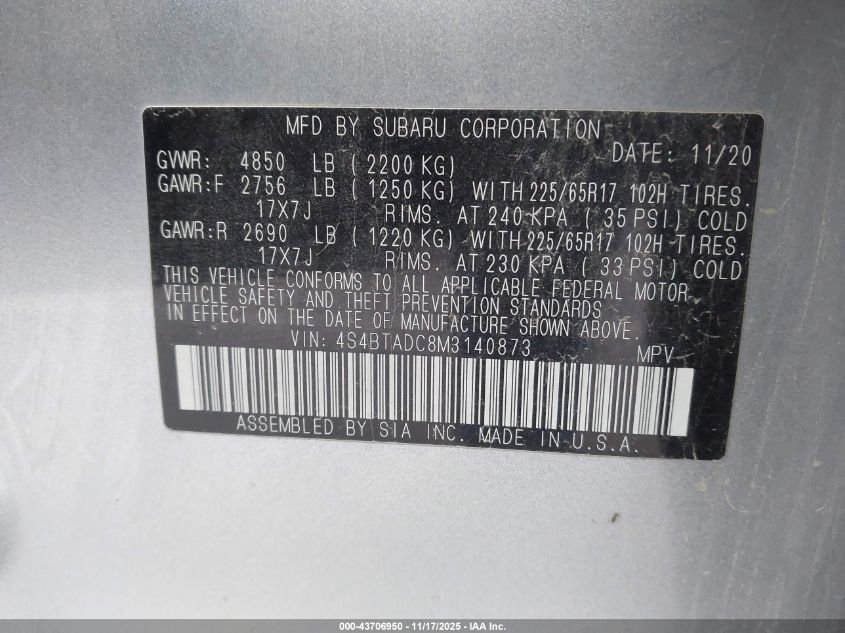 MFD BY SUBARU CORPORATION
DATE: 11/20
GVWR: 4850 LB ( 2200 KG)
GAWR:F 2756 LB ( 1250 KG) WITH 225/65R17 102H TIRES.
17X7J RIMS. AT 240 KPA ( 35 PSI) COLD
GAWR:R 2690 LB ( 1220 KG) WITH 225/65R17 102H TIRES.
17X7J RIMS. AT 230 KPA ( 33 PSI) COLD
THIS VEHICLE CONFORMS TO ALL APPLICABLE FEDERAL MOTOR
VEHICLE SAFETY AND THEFT PREVENTION STANDARDS
IN EFFECT ON THE DATE OF MANUFACTURE SHOWN ABOVE.
VIN: 4S4BTADC8M3140873 MPV
ASSEMBLED BY SIA INC. MADE IN U.S.A.
000-43706950 - 11/17/2025 - IAA Inc.